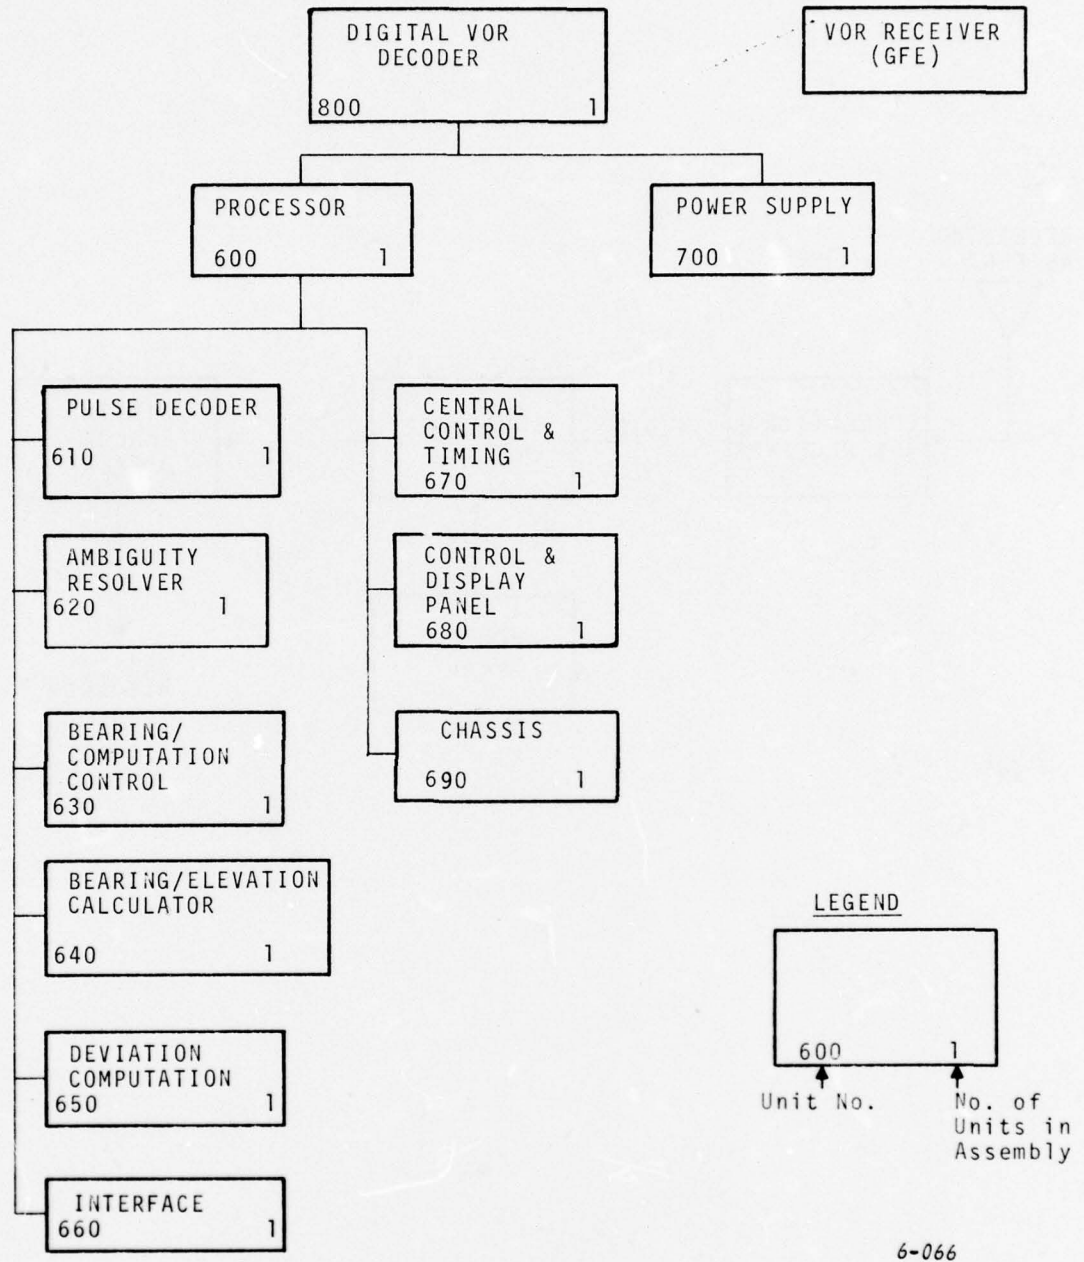 DIGITAL VOR
DECODER
800 1
VOR RECEIVER
(GFE)
PROCESSOR
600 1
POWER SUPPLY
700 1
PULSE DECODER
610 1
CENTRAL
CONTROL &
TIMING
670 1
AMBIGUITY
RESOLVER
620 1
CONTROL &
DISPLAY
PANEL
680 1
BEARING/
COMPUTATION
CONTROL
630 1
CHASSIS
690 1
BEARING/ELEVATION
CALCULATOR
640 1
DEVIATION
COMPUTATION
650 1
INTERFACE
660 1
LEGEND
600 1
Unit No.
No. of
Units in
Assembly
6-066